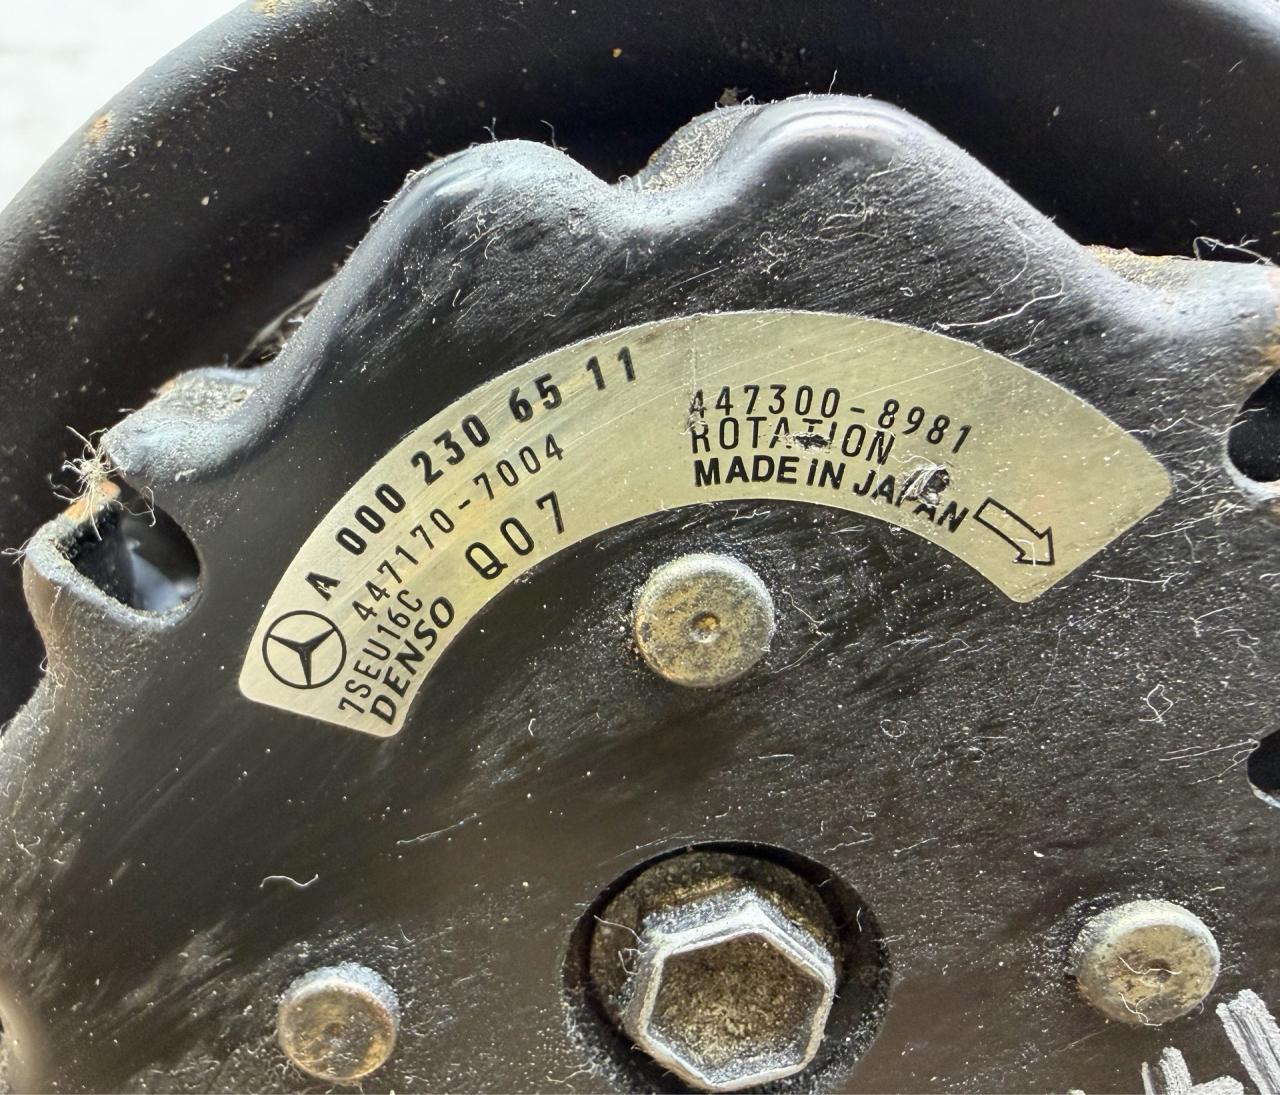 A 000 230 65 11
447170-7004
7SEU16C
Q07
DENSO
447300-8981
ROTATION
MADE IN JAPAN